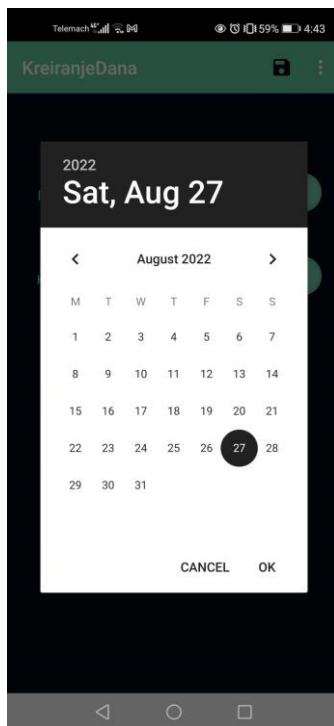 Telemach 4G 59% 4:43
KreiranjeDana
2022
Sat, Aug 27
August 2022
M T W T F S S
1 2 3 4 5 6 7
8 9 10 11 12 13 14
15 16 17 18 19 20 21
22 23 24 25 26 27 28
29 30 31
CANCEL OK